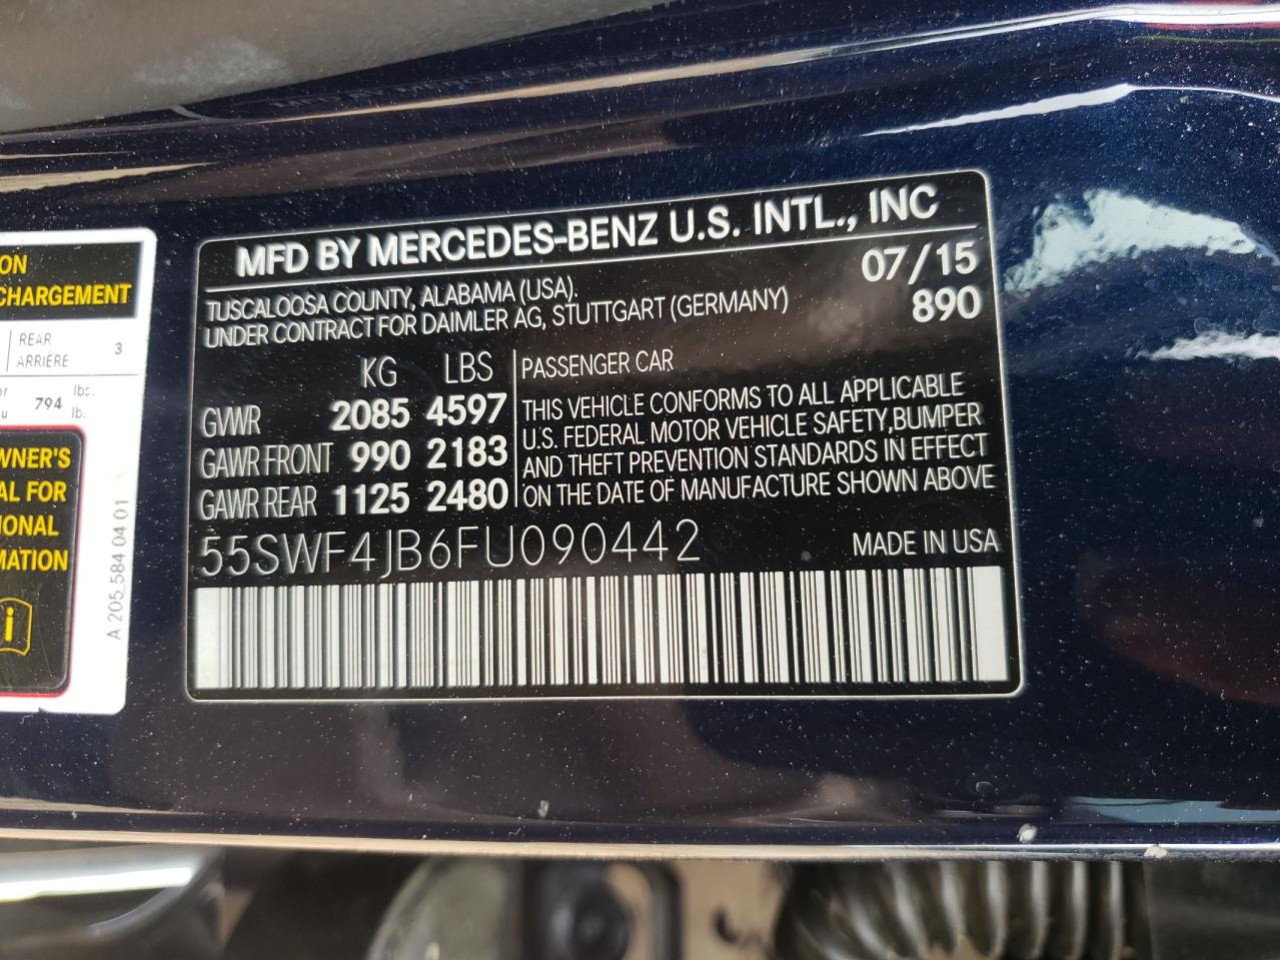 ON
CHARGEMENT
REAR
ARRIÈRE 3
794 lbs.
lb.
WNER'S
AL FOR
IONAL
MATION
i
A 205 584 04 01
MFD BY MERCEDES-BENZ U.S. INTL., INC
TUSCALOOSA COUNTY, ALABAMA (USA). 07/15
UNDER CONTRACT FOR DAIMLER AG, STUTTGART (GERMANY) 890
KG LBS
GVWR 2085 4597
GAWR FRONT 990 2183
GAWR REAR 1125 2480
PASSENGER CAR
THIS VEHICLE CONFORMS TO ALL APPLICABLE
U.S. FEDERAL MOTOR VEHICLE SAFETY,BUMPER
AND THEFT PREVENTION STANDARDS IN EFFECT
ON THE DATE OF MANUFACTURE SHOWN ABOVE
55SWF4JB6FU090442 MADE IN USA